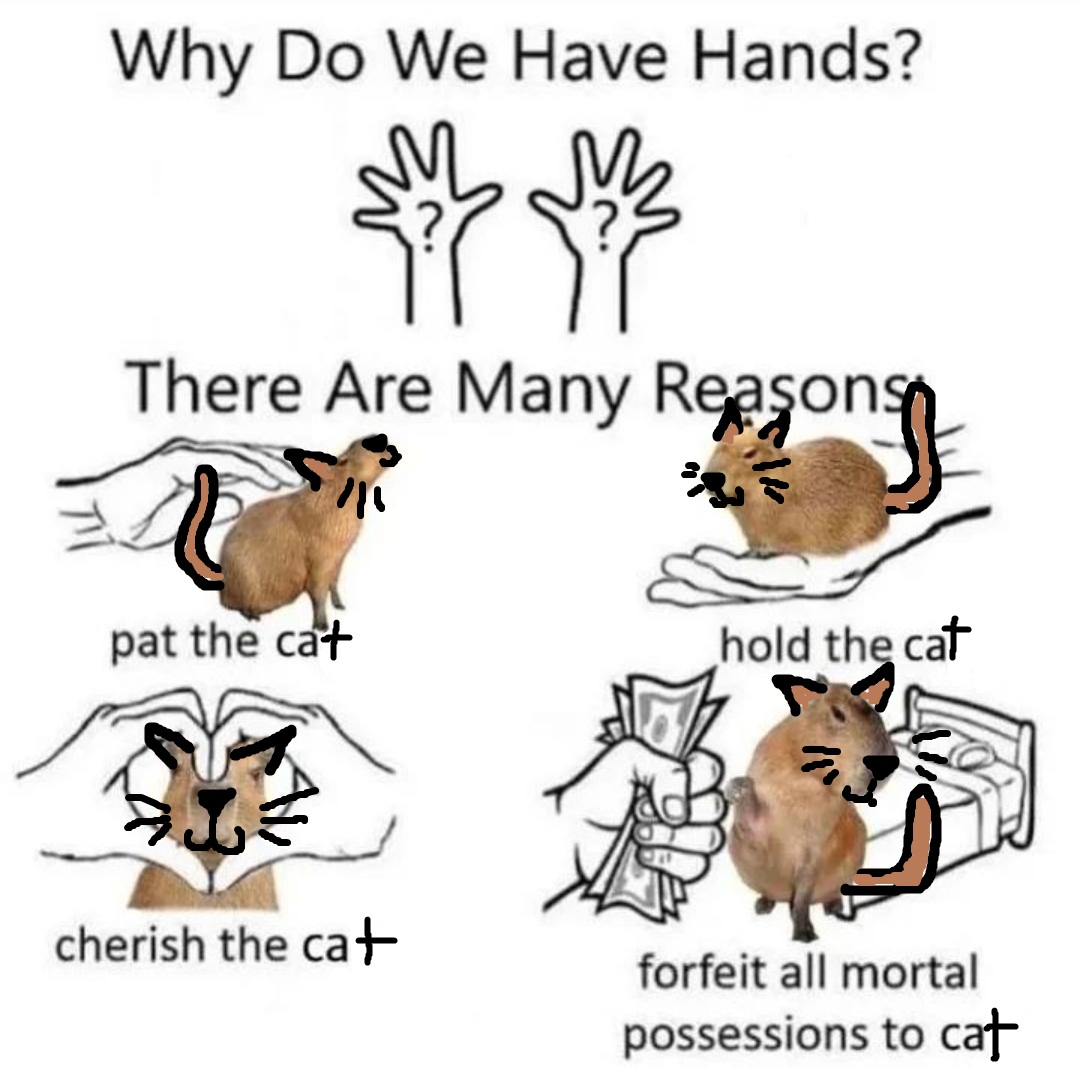 Why Do We Have Hands?
? ?
There Are Many Reasons:
pat the cat
hold the cat
cherish the cat
forfeit all mortal
possessions to cat